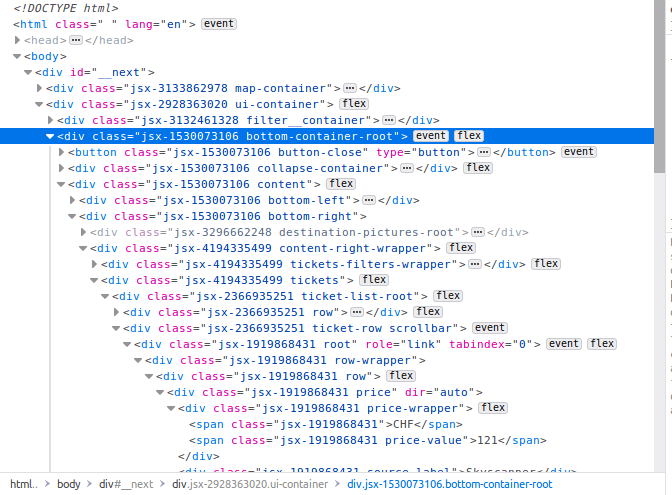 <!DOCTYPE html>
<html class=" " lang="en"> event
<head> ··· </head>
<body>
<div id="__next">
<div class="jsx-3133862978 map-container"> ··· </div>
<div class="jsx-2928363020 ui-container"> flex
<div class="jsx-3132461328 filter__container"> ··· </div>
<div class="jsx-1530073106 bottom-container-root"> event flex
<button class="jsx-1530073106 button-close" type="button"> ··· </button> event
<div class="jsx-1530073106 collapse-container"> ··· </div> flex
<div class="jsx-1530073106 content"> flex
<div class="jsx-1530073106 bottom-left"> ··· </div>
<div class="jsx-1530073106 bottom-right">
<div class="jsx-3296662248 destination-pictures-root"> ··· </div>
<div class="jsx-4194335499 content-right-wrapper"> flex
<div class="jsx-4194335499 tickets-filters-wrapper"> ··· </div> flex
<div class="jsx-4194335499 tickets"> flex
<div class="jsx-2366935251 ticket-list-root"> flex
<div class="jsx-2366935251 row"> ··· </div> flex
<div class="jsx-2366935251 ticket-row scrollbar"> event
<div class="jsx-1919868431 root" role="link" tabindex="0"> event flex
<div class="jsx-1919868431 row-wrapper">
<div class="jsx-1919868431 row"> flex
<div class="jsx-1919868431 price" dir="auto">
<div class="jsx-1919868431 price-wrapper"> flex
<span class="jsx-1919868431">CHF</span>
<span class="jsx-1919868431 price-value">121</span>
</div>
<div class="jsx-1919868431 source-label">Skyscanner</div>
html.. > body > div#__next > div.jsx-2928363020.ui-container > div.jsx-1530073106.bottom-container-root